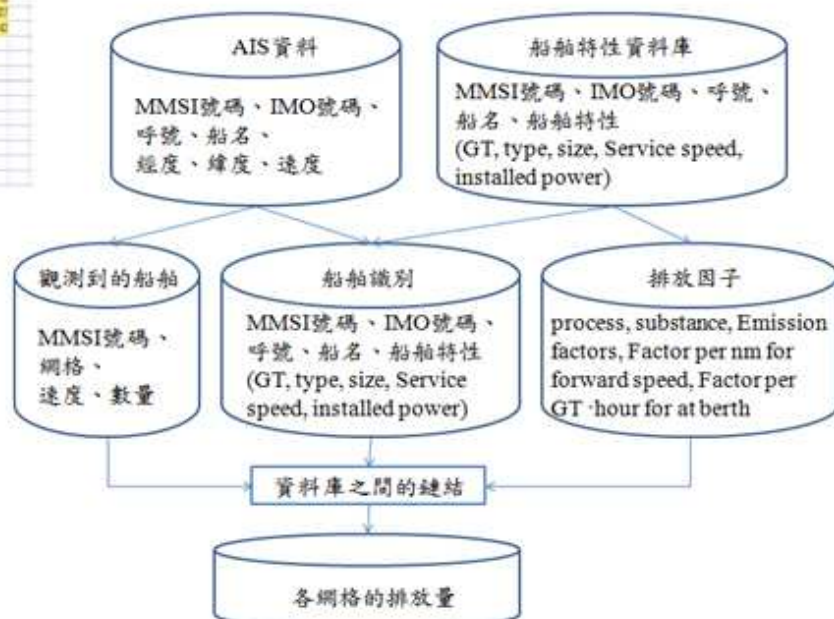 AIS資料
MMSI號碼、IMO號碼、
呼號、船名、
經度、緯度、速度
船舶特性資料庫
MMSI號碼、IMO號碼、呼號、
船名、船舶特性
(GT, type, size, Service speed,
installed power)
觀測到的船舶
MMSI號碼、
網格、
速度、數量
船舶識別
MMSI號碼、IMO號碼、
呼號、船名、船舶特性
(GT, type, size, Service
speed, installed power)
排放因子
process, substance, Emission
factors, Factor per nm for
forward speed, Factor per
GT ·hour for at berth
資料庫之間的鏈結
各網格的排放量